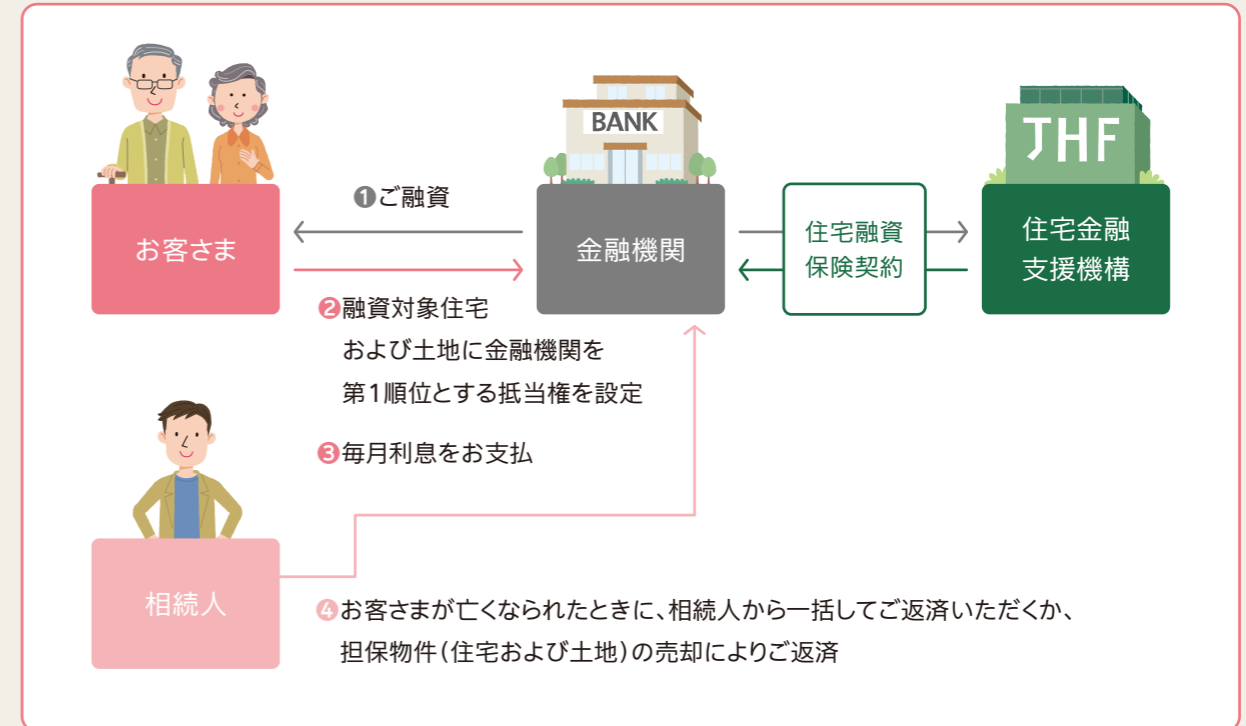 BANK
JHF
❶ご融資
お客さま
金融機関
住宅融資
保険契約
住宅金融
支援機構
❷融資対象住宅
および土地に金融機関を
第1順位とする抵当権を設定
❸毎月利息をお支払
相続人
❹お客さまが亡くなられたときに、相続人から一括してご返済いただくか、
担保物件(住宅および土地)の売却によりご返済